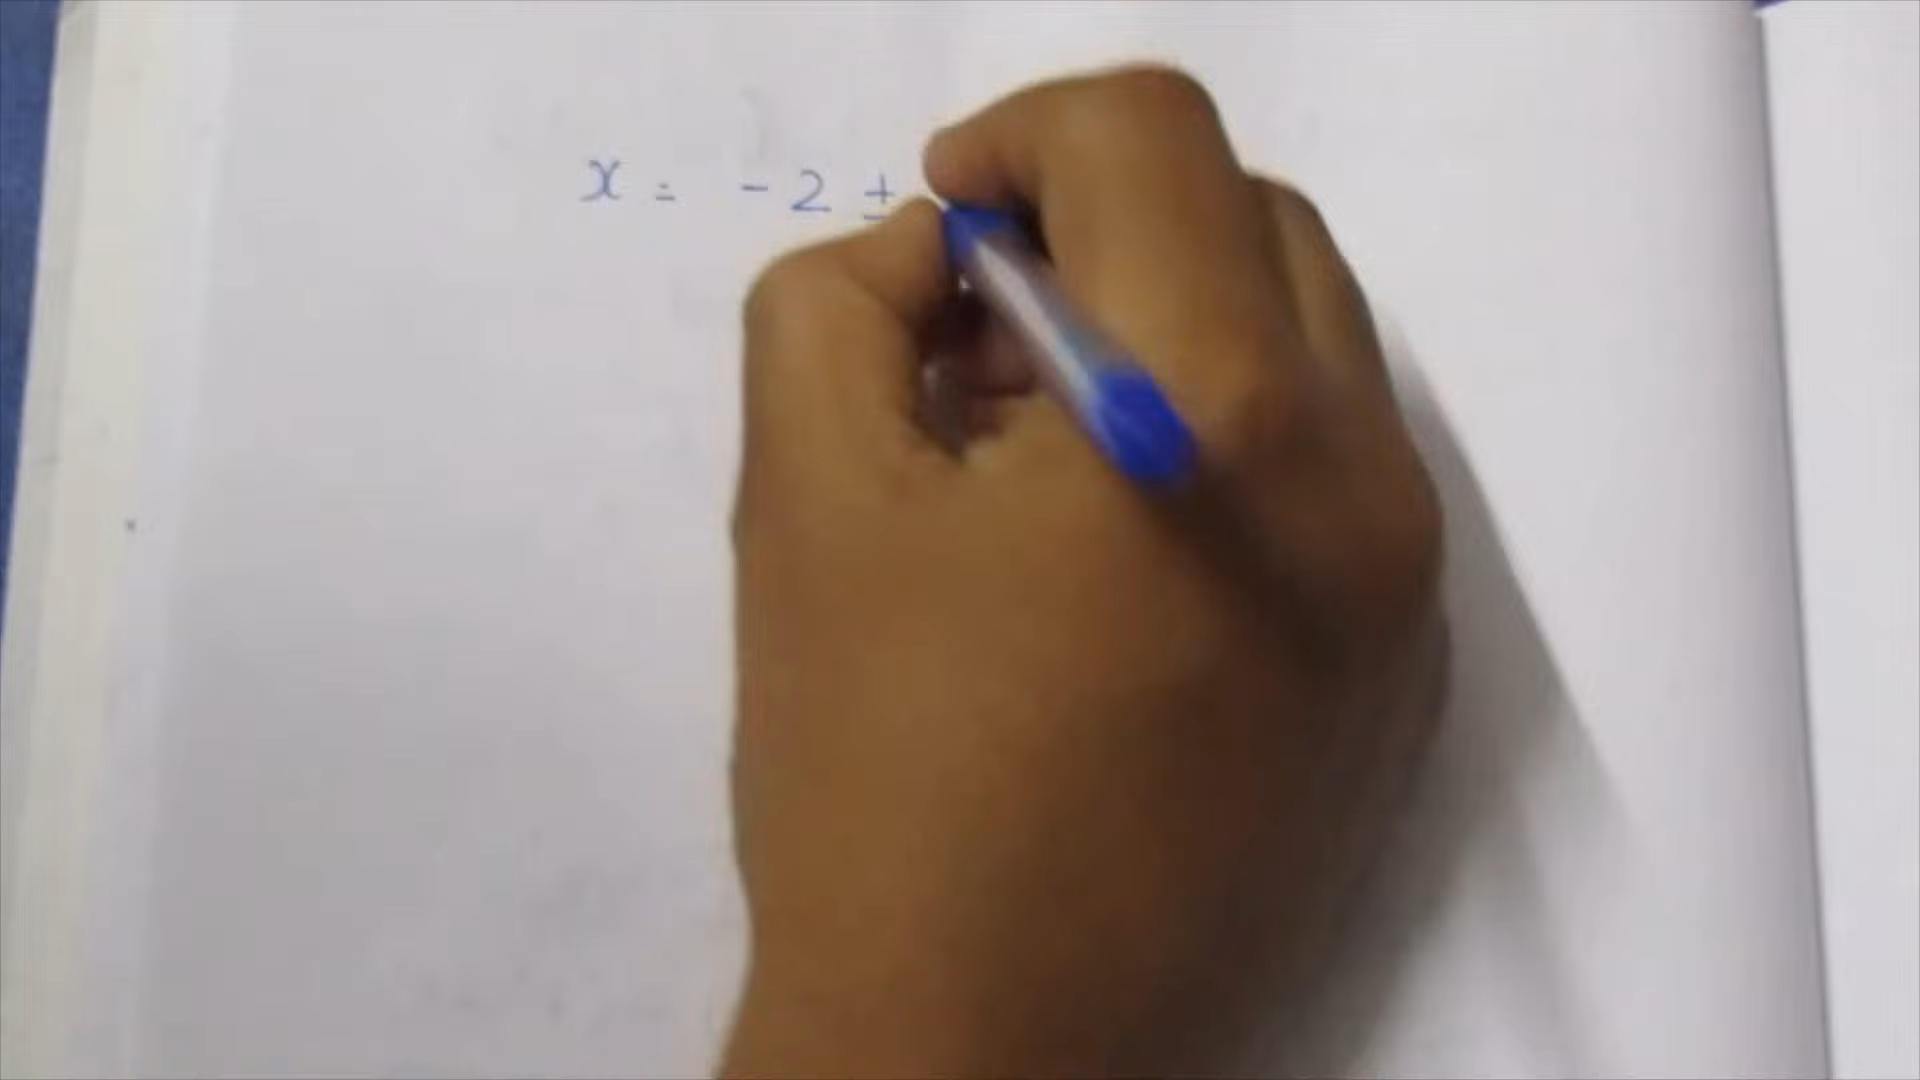 x = - 2 ±